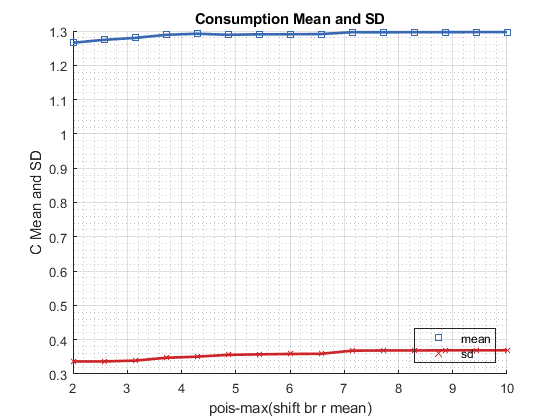 Consumption Mean and SD
C Mean and SD
1.3
1.2
1.1
1
0.9
0.8
0.7
0.6
0.5
0.4
0.3
mean
sd
2 3 4 5 6 7 8 9 10
pois-max(shift br r mean)